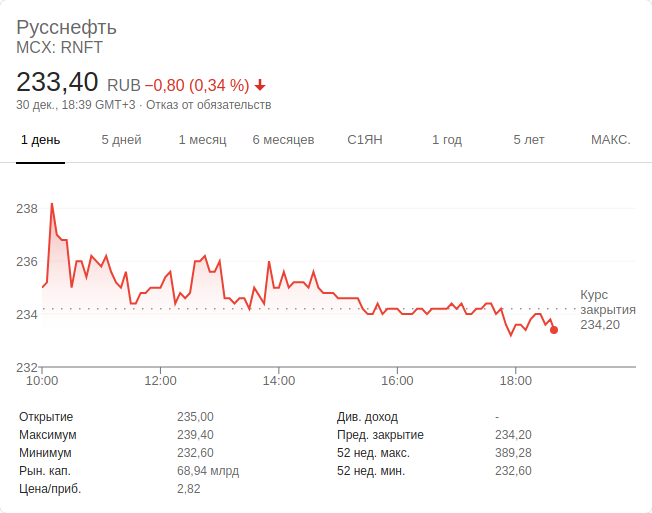 Русснефть
MCX: RNFT
233,40 RUB −0,80 (0,34 %)
30 дек., 18:39 GMT+3 · Отказ от обязательств
1 день 5 дней 1 месяц 6 месяцев С1ЯН 1 год 5 лет МАКС.
238
236
234
232
Курс
закрытия
234,20
10:00 12:00 14:00 16:00 18:00
Открытие 235,00 Див. доход -
Максимум 239,40 Пред. закрытие 234,20
Минимум 232,60 52 нед. макс. 389,28
Рын. кап. 68,94 млрд 52 нед. мин. 232,60
Цена/приб. 2,82